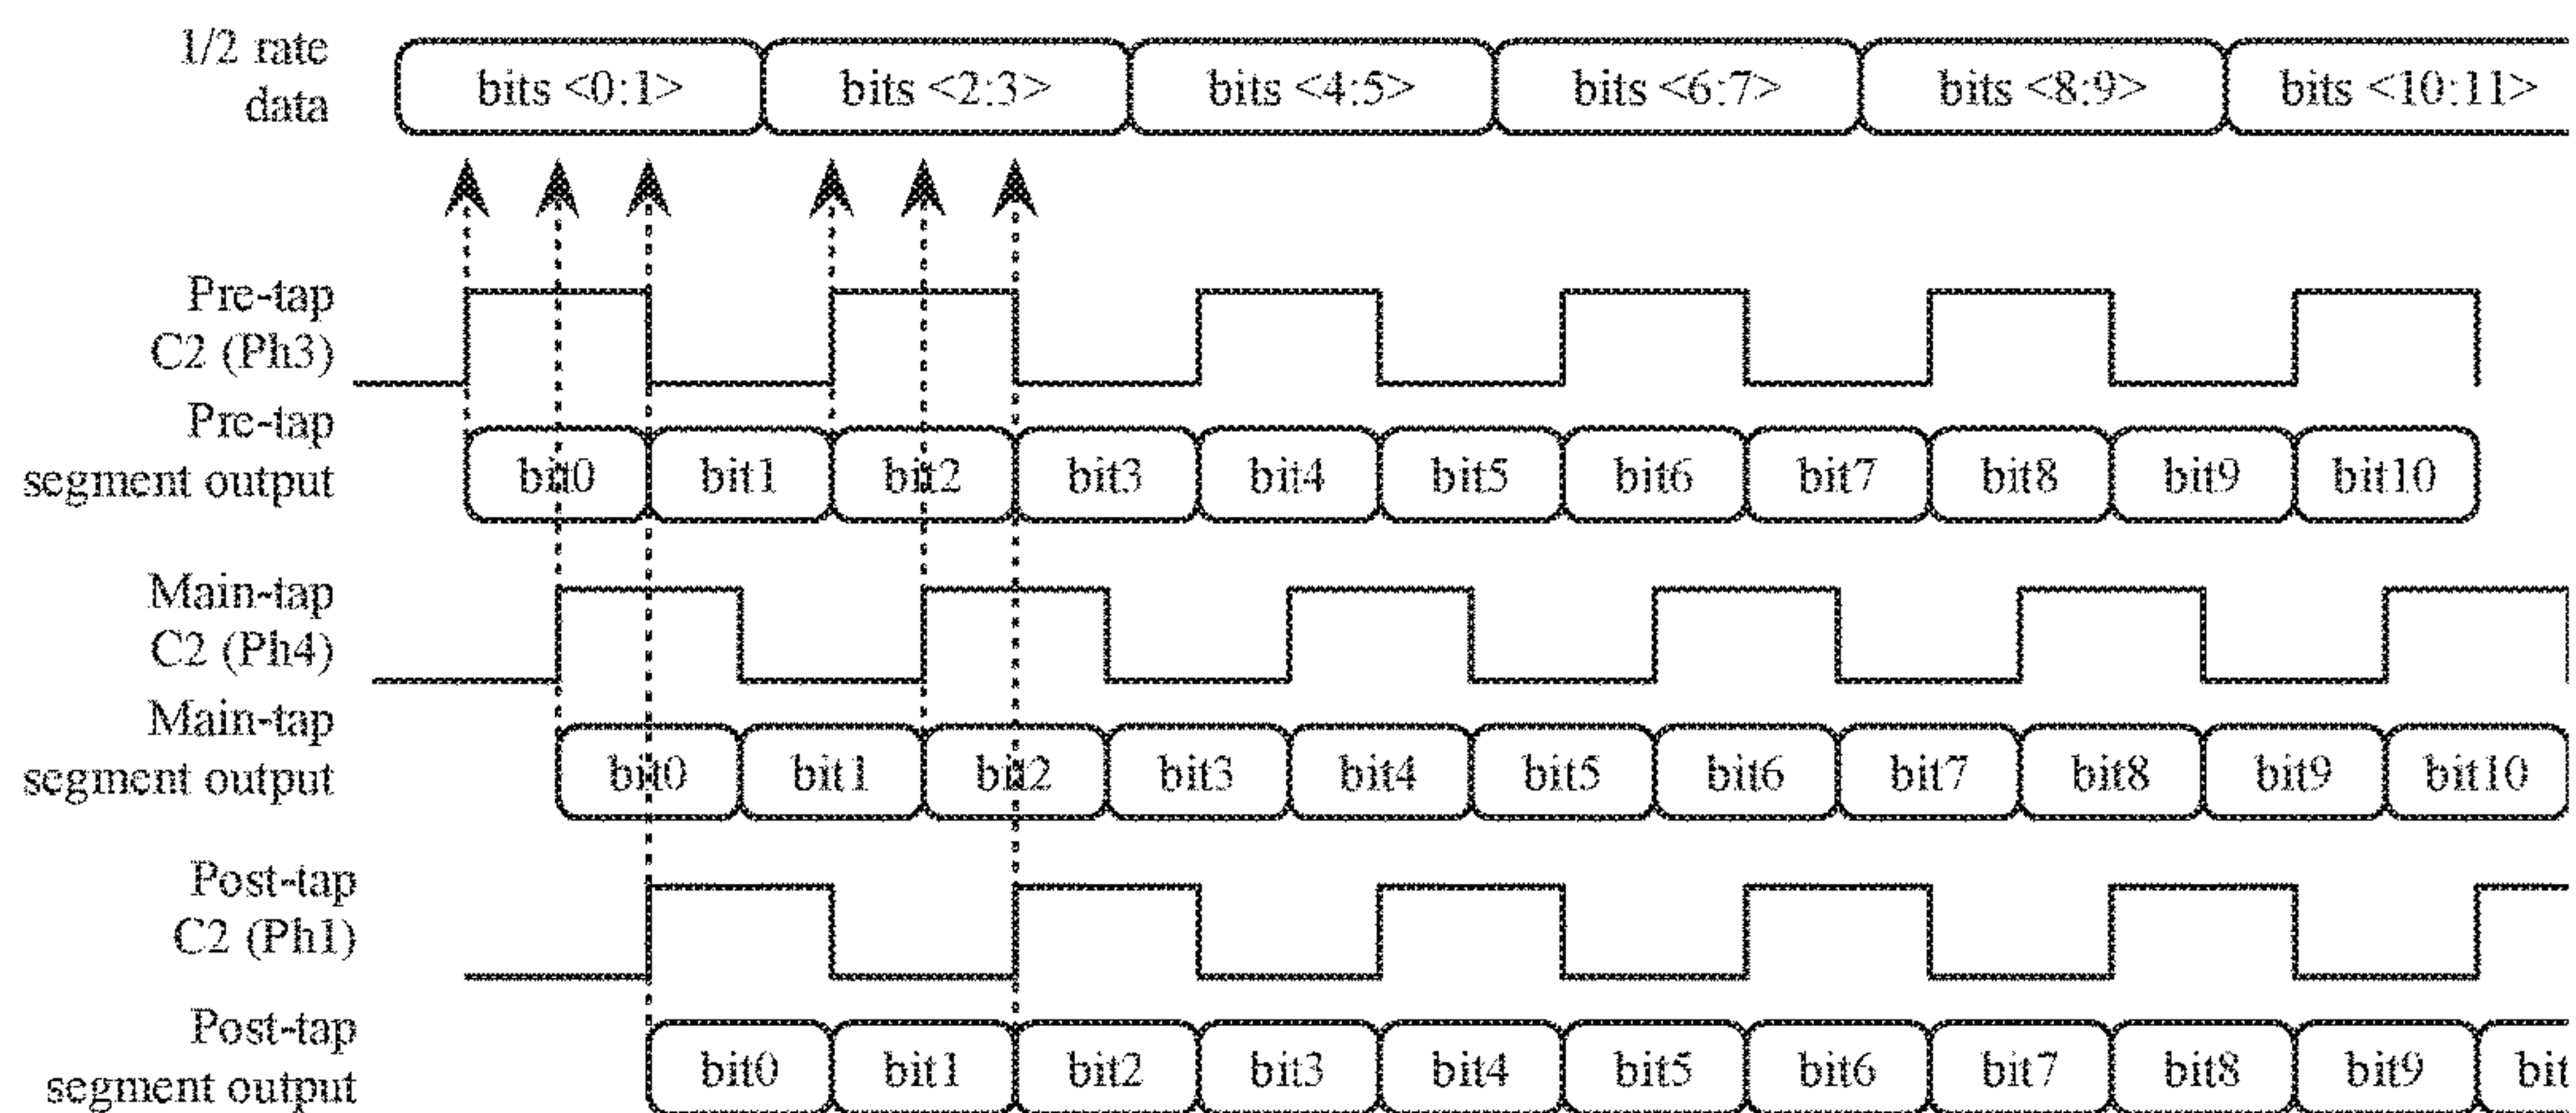 1/2 rate
data
bits <0:1>
bits <2:3>
bits <4:5>
bits <6:7>
bits <8:9>
bits <10:11>
Pre-tap
C2 (Ph3)
Pre-tap
segment output
bit0
bit1
bit2
bit3
bit4
bit5
bit6
bit7
bit8
bit9
bit10
Main-tap
C2 (Ph4)
Main-tap
segment output
bit0
bit1
bit2
bit3
bit4
bit5
bit6
bit7
bit8
bit9
bit10
Post-tap
C2 (Ph1)
Post-tap
segment output
bit0
bit1
bit2
bit3
bit4
bit5
bit6
bit7
bit8
bit9
bit